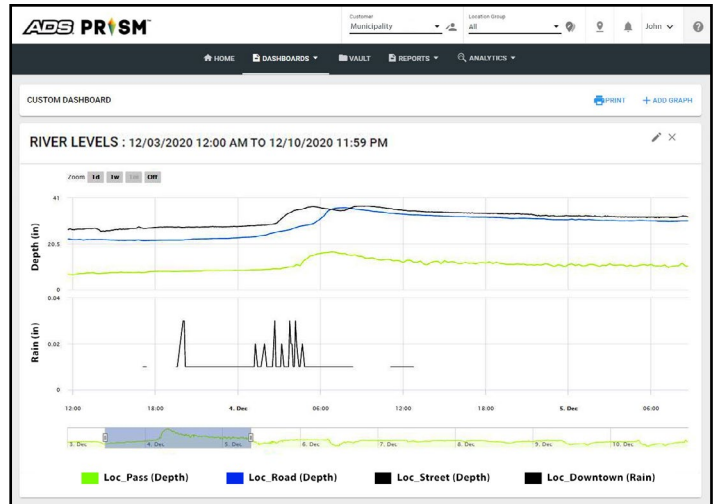 ADS PRISM™
Customer
Municipality
Location Group
All
John
HOME DASHBOARDS VAULT REPORTS ANALYTICS
CUSTOM DASHBOARD PRINT + ADD GRAPH
RIVER LEVELS : 12/03/2020 12:00 AM TO 12/10/2020 11:59 PM
Zoom 1d 1w 1m Off
41
Depth (in)
20.5
0
0.04
Rain (in)
0.02
0
12:00 18:00 4. Dec 06:00 12:00 18:00 5. Dec 06:00
3. Dec 4. Dec 5. Dec 6. Dec 7. Dec 8. Dec 9. Dec 10. Dec
Loc_Pass (Depth) Loc_Road (Depth) Loc_Street (Depth) Loc_Downtown (Rain)